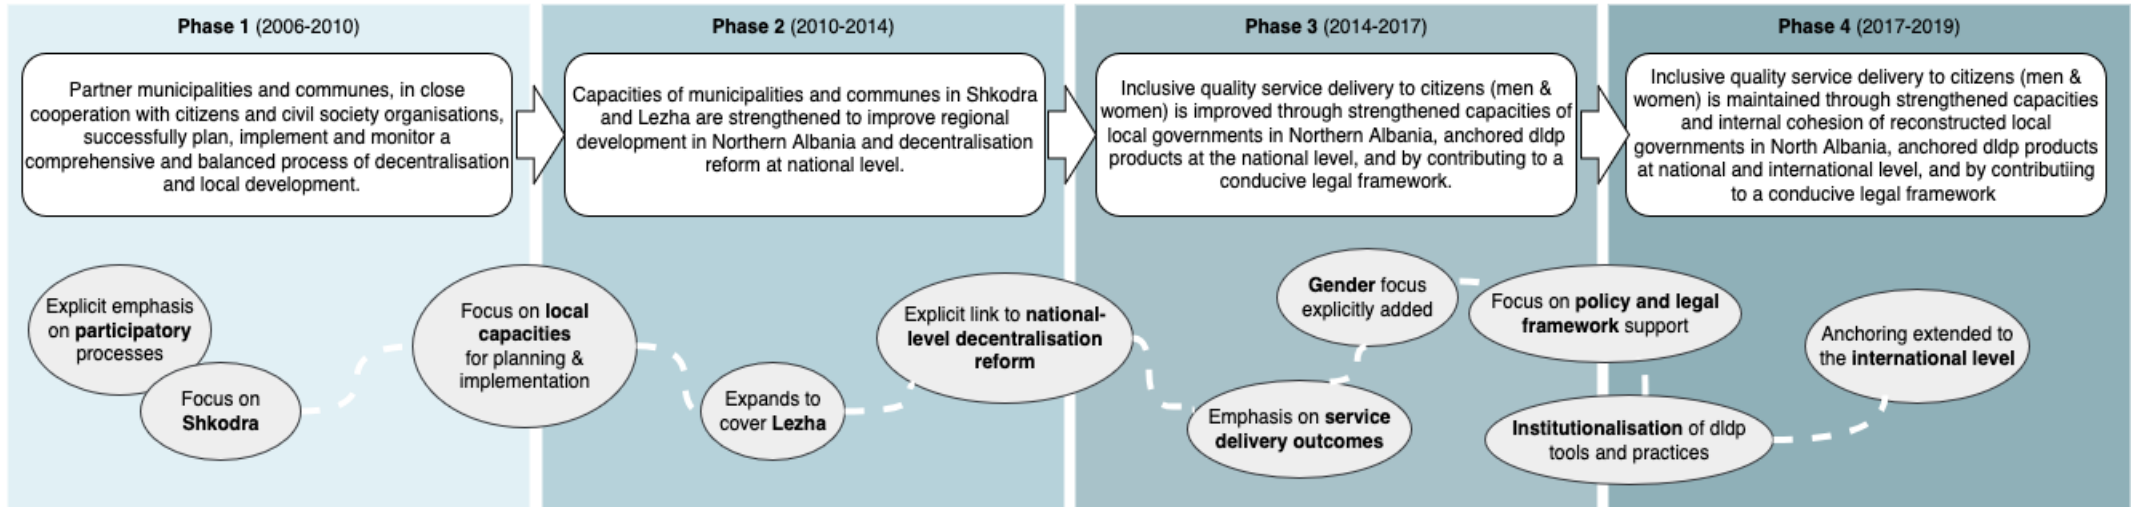 Phase 1 (2006-2010)
Partner municipalities and communes, in close
cooperation with citizens and civil society organisations,
successfully plan, implement and monitor a
comprehensive and balanced process of decentralisation
and local development.
Phase 2 (2010-2014)
Capacities of municipalities and communes in Shkodra
and Lezha are strengthened to improve regional
development in Northern Albania and decentralisation
reform at national level.
Phase 3 (2014-2017)
Inclusive quality service delivery to citizens (men &
women) is improved through strengthened capacities of
local governments in Northern Albania, anchored dldp
products at the national level, and by contributing to a
conducive legal framework.
Phase 4 (2017-2019)
Inclusive quality service delivery to citizens (men &
women) is maintained through strengthened capacities
and internal cohesion of reconstructed local
governments in North Albania, anchored dldp products
at national and international level, and by contributiing
to a conducive legal framework
Explicit emphasis
on participatory
processes
Focus on
Shkodra
Focus on local
capacities
for planning &
implementation
Expands to
cover Lezha
Explicit link to national-
level decentralisation
reform
Emphasis on service
delivery outcomes
Gender focus
explicitly added
Focus on policy and legal
framework support
Institutionalisation of dldp
tools and practices
Anchoring extended to
the international level